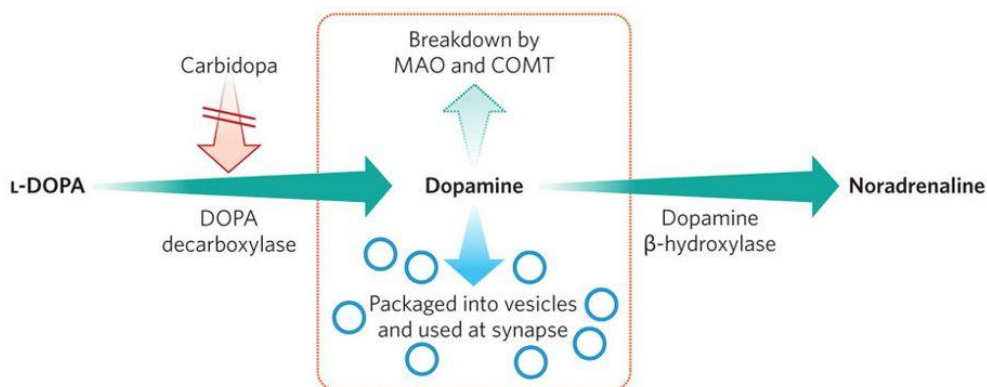 Breakdown by
MAO and COMT
Carbidopa
L-DOPA
Dopamine
Noradrenaline
DOPA
decarboxylase
Dopamine
β-hydroxylase
Packaged into vesicles
and used at synapse